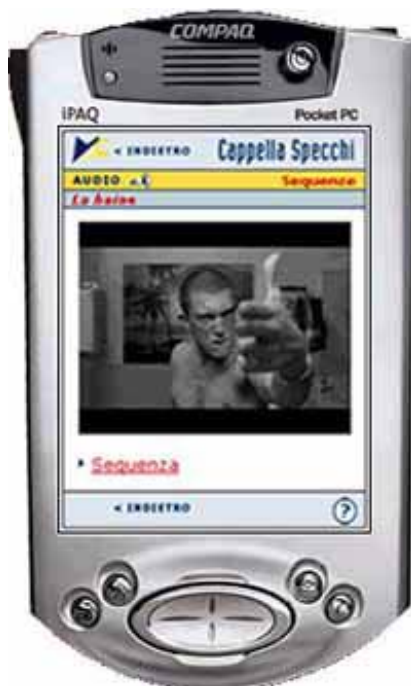 COMPAQ
iPAQ Pocket PC
< INDIETRO Cappella Specchi
AUDIO Sequenza
La haine
Sequenza
< INDIETRO
?